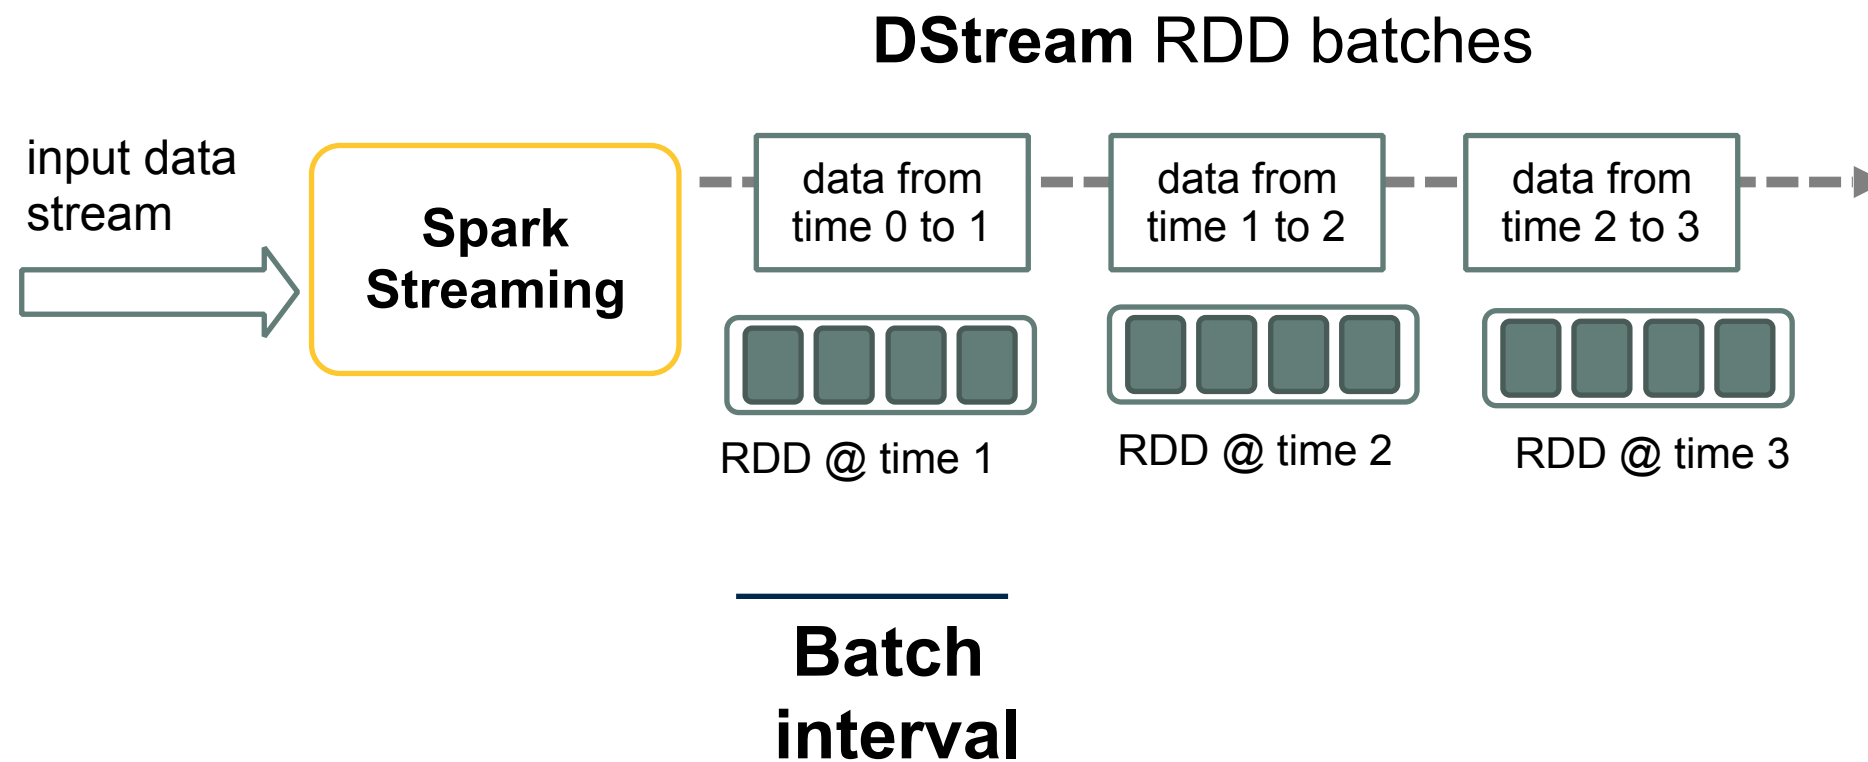 DStream RDD batches
input data
stream
Spark
Streaming
data from
time 0 to 1
data from
time 1 to 2
data from
time 2 to 3
RDD @ time 1
RDD @ time 2
RDD @ time 3
Batch
interval